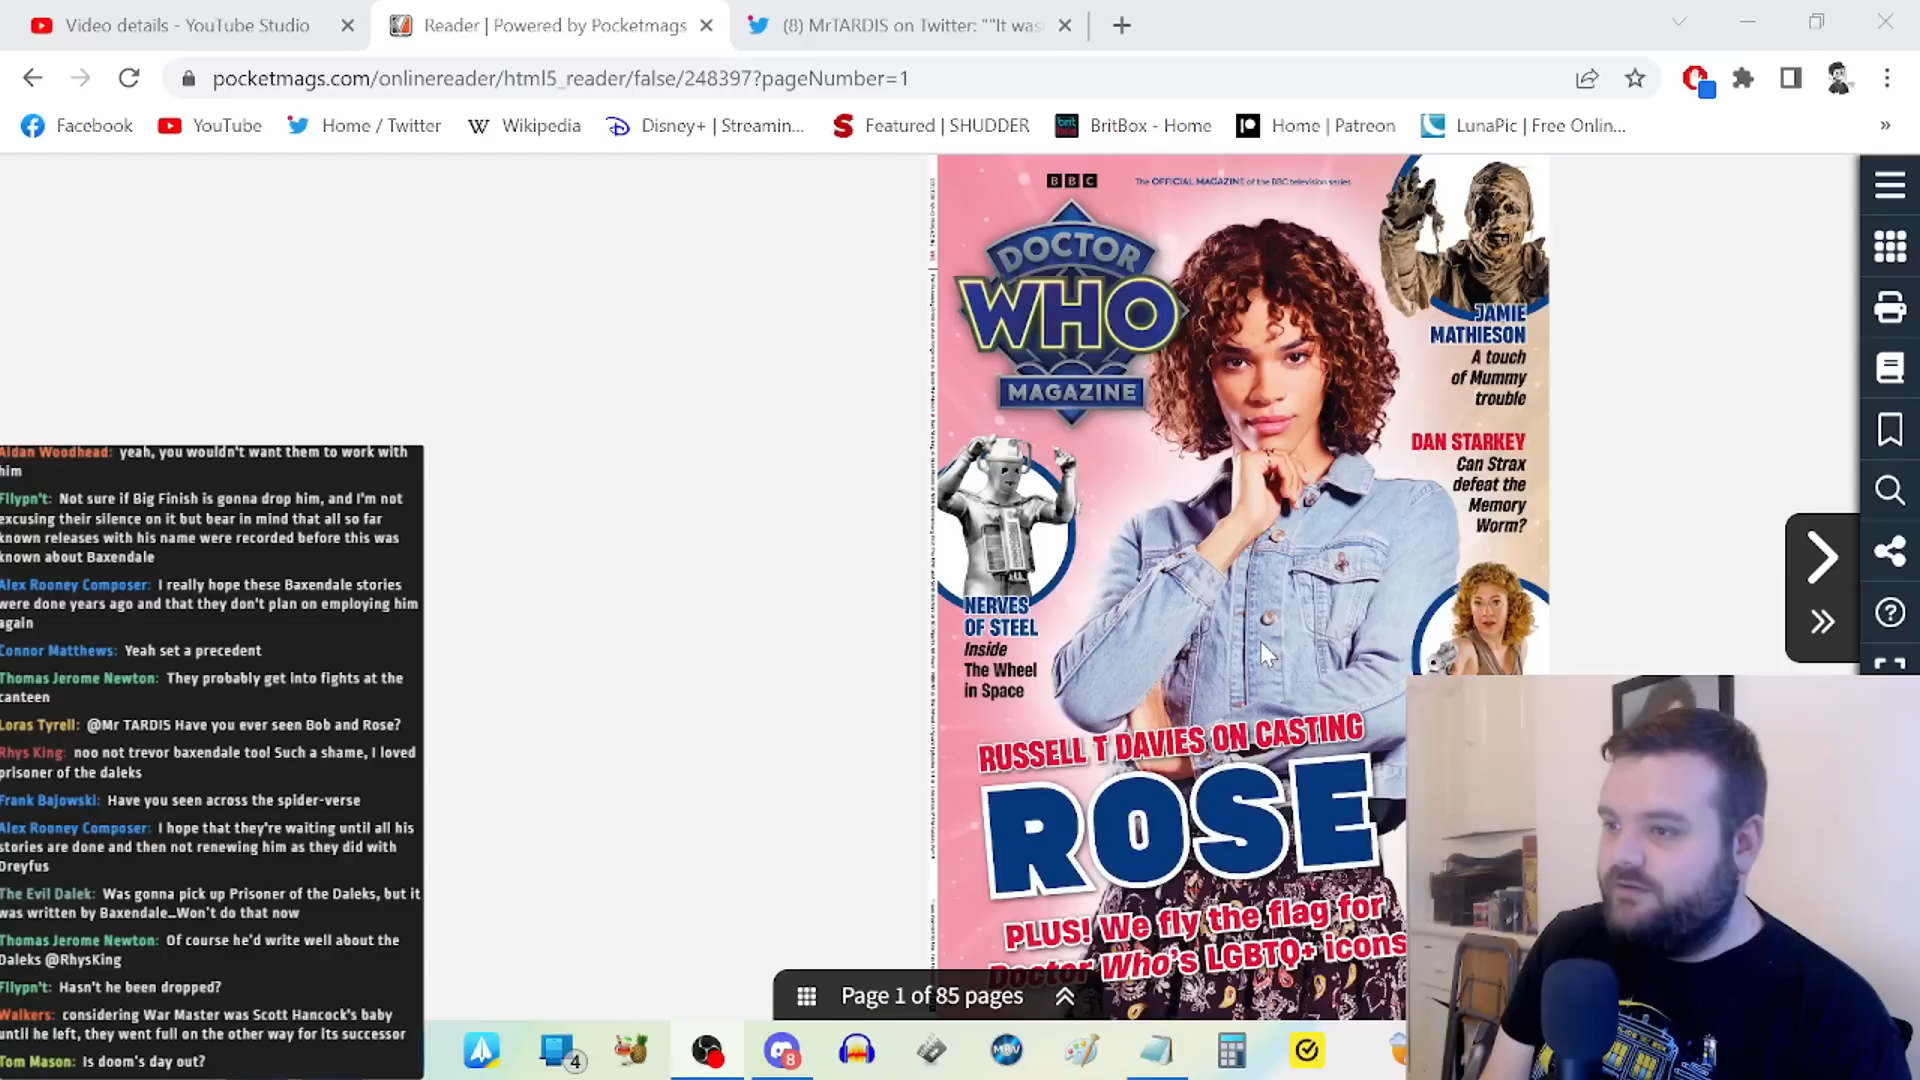 Video details - YouTube Studio
Reader | Powered by Pocketmags
(8) MrTARDIS on Twitter: ""It was
pocketmags.com/onlinereader/html5_reader/false/248397?pageNumber=1
Facebook
YouTube
Home / Twitter
Wikipedia
Disney+ | Streamin...
Featured | SHUDDER
BritBox - Home
Home | Patreon
LunaPic | Free Onlin...
BBC
The OFFICIAL MAGAZINE of the BBC television series
DOCTOR
WHO
MAGAZINE
JAMIE
MATHIESON
A touch
of Mummy
trouble
DAN STARKEY
Can Strax
defeat the
Memory
Worm?
NERVES
OF STEEL
Inside
The Wheel
in Space
RUSSELL T DAVIES ON CASTING
ROSE
PLUS! We fly the flag for
Doctor Who's LGBTQ+ icons
Page 1 of 85 pages
Aidan Woodhead: yeah, you wouldn't want them to work with
him
Fllypn't: Not sure if Big Finish is gonna drop him, and I'm not
excusing their silence on it but bear in mind that all so far
known releases with his name were recorded before this was
known about Baxendale
Alex Rooney Composer: I really hope these Baxendale stories
were done years ago and that they don't plan on employing him
again
Connor Matthews: Yeah set a precedent
Thomas Jerome Newton: They probably get into fights at the
canteen
Loras Tyrell: @Mr TARDIS Have you ever seen Bob and Rose?
Rhys King: noo not trevor baxendale too! Such a shame, I loved
prisoner of the daleks
Frank Bajowski: Have you seen across the spider-verse
Alex Rooney Composer: I hope that they're waiting until all his
stories are done and then not renewing him as they did with
Dreyfus
The Evil Dalek: Was gonna pick up Prisoner of the Daleks, but it
was written by Baxendale...Won't do that now
Thomas Jerome Newton: Of course he'd write well about the
Daleks @RhysKing
Fllypn't: Hasn't he been dropped?
Walkers: considering War Master was Scott Hancock's baby
until he left, they went full on the other way for its successor
Tom Mason: Is doom's day out?
4
8